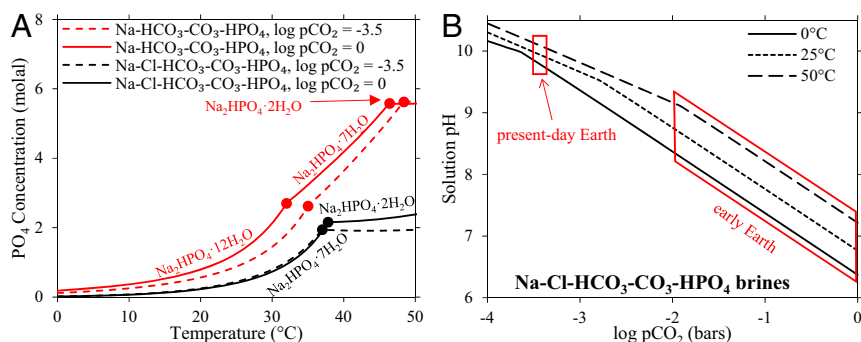 A
Na-HCO₃-CO₃-HPO₄, log pCO₂ = -3.5
Na-HCO₃-CO₃-HPO₄, log pCO₂ = 0
Na-Cl-HCO₃-CO₃-HPO₄, log pCO₂ = -3.5
Na-Cl-HCO₃-CO₃-HPO₄, log pCO₂ = 0
Na₂HPO₄·2H₂O
Na₂HPO₄·7H₂O
Na₂HPO₄·12H₂O
Na₂HPO₄·2H₂O
Na₂HPO₄·7H₂O
PO₄ Concentration (molal)
8
6
4
2
0
0 10 20 30 40 50
Temperature (°C)
B
0°C
25°C
50°C
present-day Earth
early Earth
Na-Cl-HCO₃-CO₃-HPO₄ brines
Solution pH
10
9
8
7
6
-4 -3 -2 -1 0
log pCO₂ (bars)